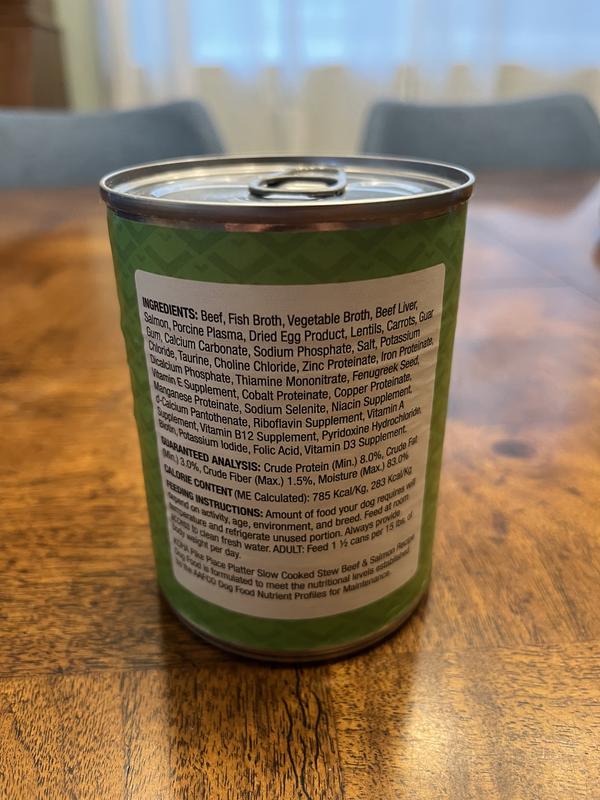 INGREDIENTS: Beef, Fish Broth, Vegetable Broth, Beef Liver,
Salmon, Porcine Plasma, Dried Egg Product, Lentils, Carrots, Guar
Gum, Calcium Carbonate, Sodium Phosphate, Salt, Potassium
Chloride, Taurine, Choline Chloride, Zinc Proteinate, Iron Proteinate,
Dicalcium Phosphate, Thiamine Mononitrate, Fenugreek Seed,
Vitamin E Supplement, Cobalt Proteinate, Copper Proteinate,
Manganese Proteinate, Sodium Selenite, Niacin Supplement,
d-Calcium Pantothenate, Riboflavin Supplement, Vitamin A
Supplement, Vitamin B12 Supplement, Pyridoxine Hydrochloride,
Biotin, Potassium Iodide, Folic Acid, Vitamin D3 Supplement.
GUARANTEED ANALYSIS: Crude Protein (Min.) 8.0%, Crude Fat
(Min.) 3.0%, Crude Fiber (Max.) 1.5%, Moisture (Max.) 83.0%
CALORIE CONTENT (ME Calculated): 785 Kcal/Kg, 283 Kcal/Kg
FEEDING INSTRUCTIONS: Amount of food your dog requires will
depend on activity, age, environment, and breed. Feed at room
temperature and refrigerate unused portion. Always provide
access to clean fresh water. ADULT: Feed 1 ½ cans per 15 lbs. of
body weight per day.
KOHA Pike Place Platter Slow Cooked Stew Beef & Salmon Recipe
Dog Food is formulated to meet the nutritional levels established
by the AAFCO Dog Food Nutrient Profiles for Maintenance.